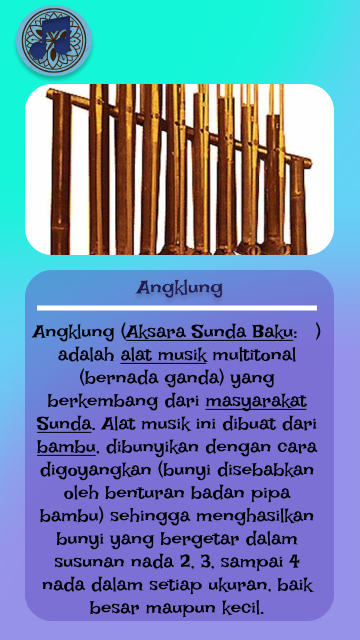 Angklung
Angklung (Aksara Sunda Baku: )
adalah alat musik multitonal
(bernada ganda) yang
berkembang dari masyarakat
Sunda. Alat musik ini dibuat dari
bambu, dibunyikan dengan cara
digoyangkan (bunyi disebabkan
oleh benturan badan pipa
bambu) sehingga menghasilkan
bunyi yang bergetar dalam
susunan nada 2, 3, sampai 4
nada dalam setiap ukuran, baik
besar maupun kecil.